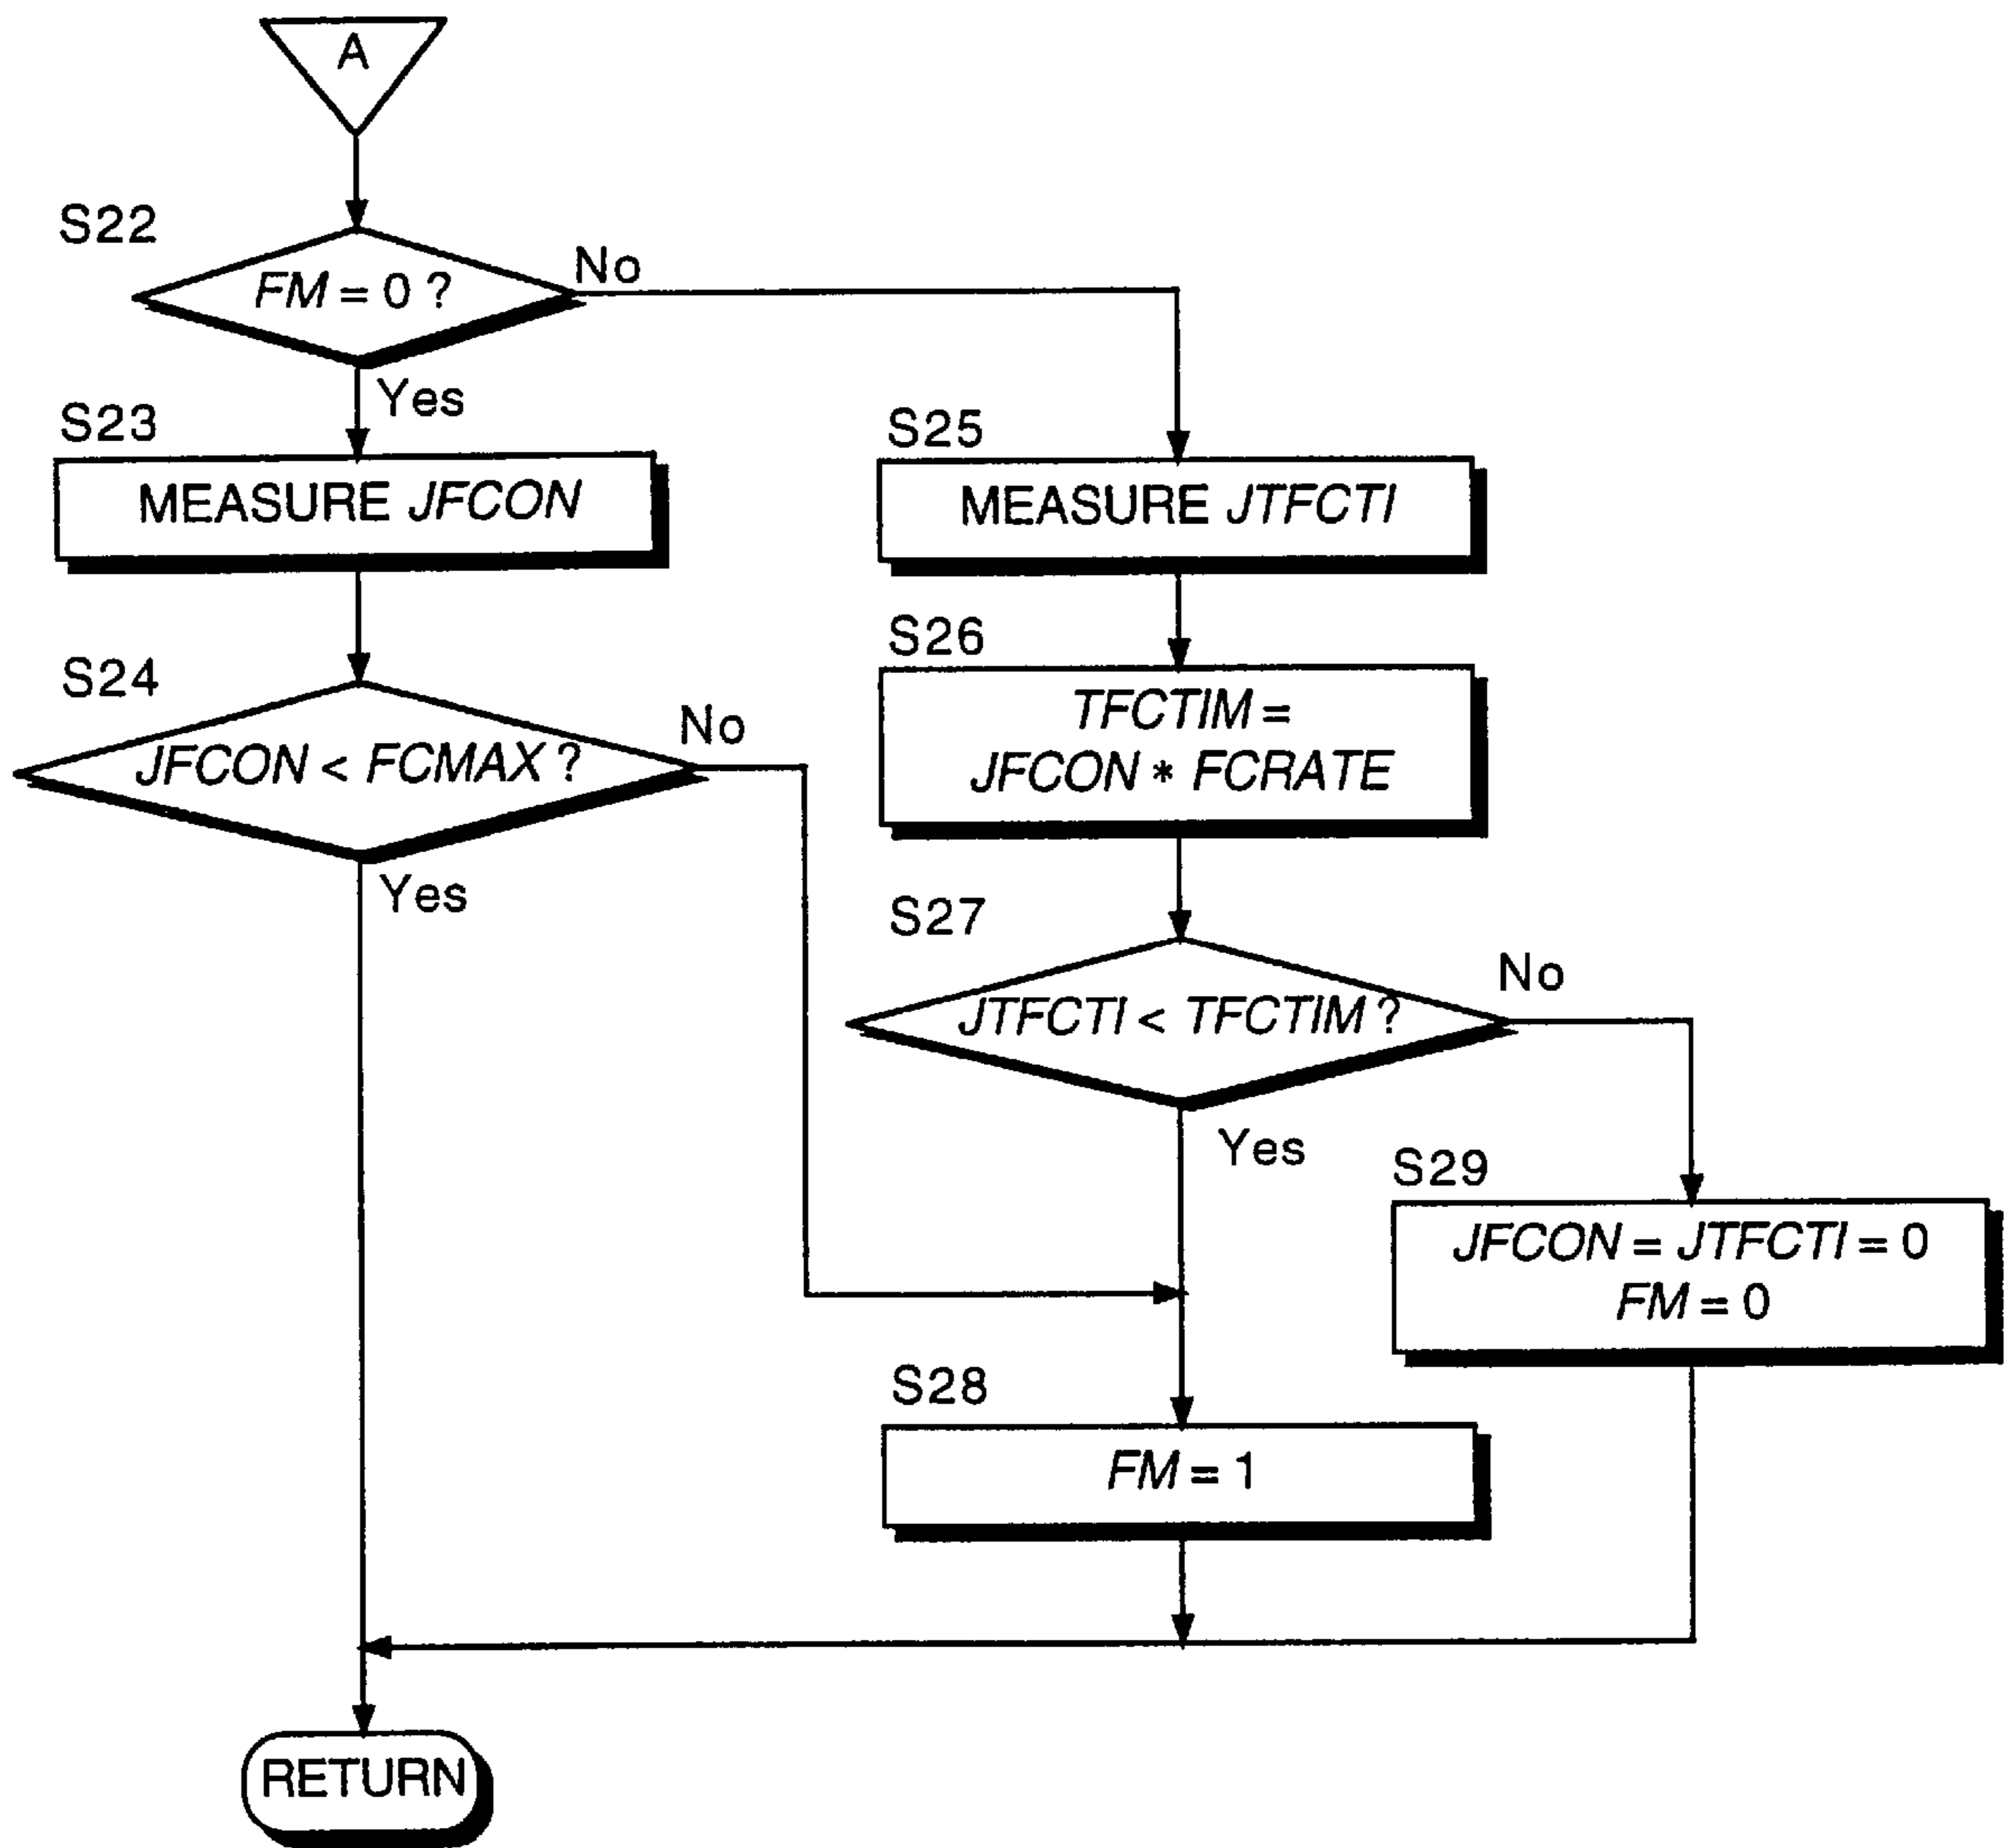 A
S22
FM = 0 ?
No
Yes
S23
MEASURE JFCON
S24
JFCON < FCMAX ?
No
Yes
S25
MEASURE JTFCTI
S26
TFCTIM =
JFCON * FCRATE
S27
JTFCTI < TFCTIM ?
No
Yes
S29
JFCON = JTFCTI = 0
FM = 0
S28
FM = 1
RETURN